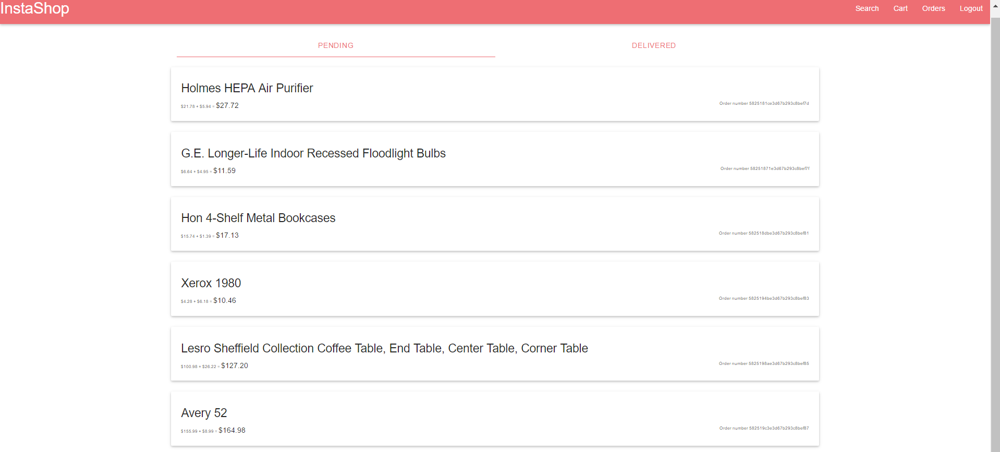 InstaShop
Search Cart Orders Logout
PENDING DELIVERED
Holmes HEPA Air Purifier
$21.78 + $5.94 = $27.72
Order number 5825181ce3d67b293c8bef7d
G.E. Longer-Life Indoor Recessed Floodlight Bulbs
$6.64 + $4.95 = $11.59
Order number 58251871e3d67b293c8bef7f
Hon 4-Shelf Metal Bookcases
$15.74 + $1.39 = $17.13
Order number 582518dbe3d67b293c8bef81
Xerox 1980
$4.28 + $6.18 = $10.46
Order number 5825194be3d67b293c8bef83
Lesro Sheffield Collection Coffee Table, End Table, Center Table, Corner Table
$100.98 + $26.22 = $127.20
Order number 5825198ae3d67b293c8bef85
Avery 52
$155.99 + $8.99 = $164.98
Order number 582519c3e3d67b293c8bef87